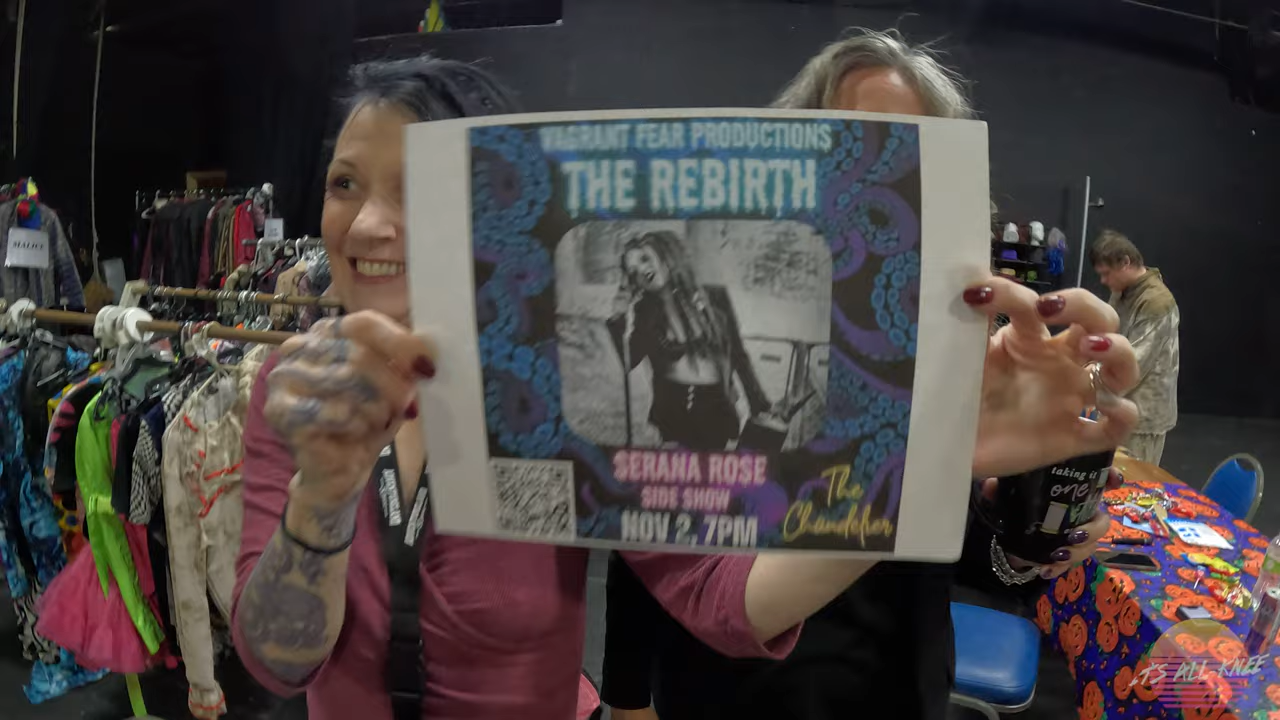 VAGRANT FEAR PRODUCTIONS
THE REBIRTH
SERANA ROSE
SIDE SHOW
NOV 2, 7PM
The
Chandelier
MALICE
taking it
one
IT'S ALL KNEE